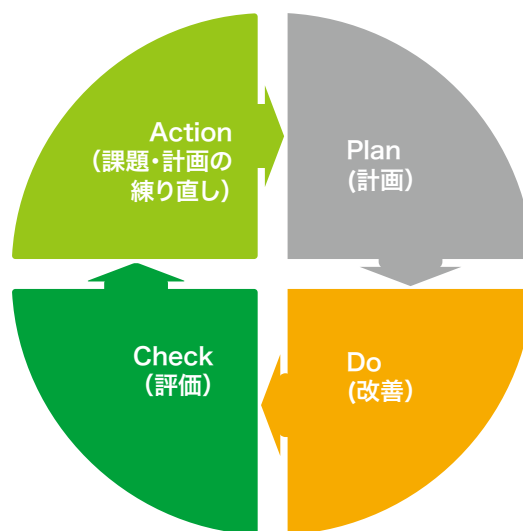 Action
（課題・計画の
練り直し）
Plan
(計画）
Check
（評価）
Do
(改善）